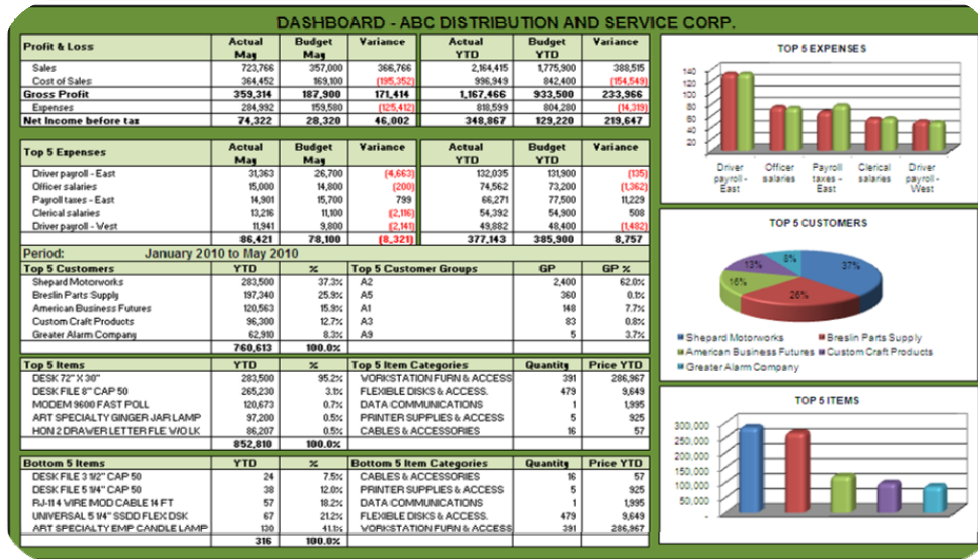 DASHBOARD - ABC DISTRIBUTION AND SERVICE CORP.
Profit & Loss Actual May Budget May Variance Actual YTD Budget YTD Variance
Sales 723,766 357,000 366,766 2,164,415 1,775,900 388,515
Cost of Sales 364,452 169,100 (195,352) 996,949 842,400 (154,549)
Gross Profit 359,314 187,900 171,414 1,167,466 933,500 233,966
Expenses 284,992 159,580 (125,412) 818,599 804,280 (14,319)
Net Income before tax 74,322 28,320 46,002 348,867 129,220 219,647
Top 5 Expenses Actual May Budget May Variance Actual YTD Budget YTD Variance
Driver payroll - East 31,363 26,700 (4,663) 132,035 131,900 (135)
Officer salaries 15,000 14,800 (200) 74,562 73,200 (1,362)
Payroll taxes - East 14,901 15,700 799 66,271 77,500 11,229
Clerical salaries 13,216 11,100 (2,116) 54,392 54,900 508
Driver payroll - West 11,941 9,800 (2,141) 49,882 48,400 (1,482)
86,421 78,100 (8,321) 377,143 385,900 8,757
Period: January 2010 to May 2010
Top 5 Customers YTD % Top 5 Customer Groups GP GP %
Shepard Motorworks 283,500 37.3% A2 2,400 62.0%
Breslin Parts Supply 197,340 25.9% A5 360 0.1%
American Business Futures 120,563 15.9% A1 148 7.7%
Custom Craft Products 96,300 12.7% A3 83 0.8%
Greater Alarm Company 62,910 8.3% A9 5 3.7%
760,613 100.0%
Top 5 Items YTD % Top 5 Item Categories Quantity Price YTD
DESK 72" X 30" 283,500 95.2% WORKSTATION FURN & ACCESS 391 286,967
DESK FILE 8" CAP 50 265,230 3.1% FLEXIBLE DISKS & ACCESS. 479 9,649
MODEM 9600 FAST POLL 120,673 0.7% DATA COMMUNICATIONS 1 1,995
ART SPECIALTY GINGER JAR LAMP 97,200 0.5% PRINTER SUPPLIES & ACCESS 5 925
HON 2 DRAWER LETTER FLE W/O LK 86,207 0.5% CABLES & ACCESSORIES 16 57
852,810 100.0%
Bottom 5 Items YTD % Bottom 5 Item Categories Quantity Price YTD
DESK FILE 3 1/2" CAP 50 24 7.5% CABLES & ACCESSORIES 16 57
DESK FILE 5 1/4" CAP 50 38 12.0% PRINTER SUPPLIES & ACCESS 5 925
RJ-114 WIRE MOD CABLE 14 FT 57 18.2% DATA COMMUNICATIONS 1 1,995
UNIVERSAL 5 1/4" SSDD FLEX DSK 67 21.2% FLEXIBLE DISKS & ACCESS. 479 9,649
ART SPECIALTY EMP CANDLE LAMP 130 41.1% WORKSTATION FURN & ACCESS 391 286,967
316 100.0%
TOP 5 EXPENSES
140
120
100
80
60
40
20
Driver payroll - East
Officer salaries
Payroll taxes - East
Clerical salaries
Driver payroll - West
TOP 5 CUSTOMERS
37%
26%
16%
13%
8%
Shepard Motorworks
Breslin Parts Supply
American Business Futures
Custom Craft Products
Greater Alarm Company
TOP 5 ITEMS
300,000
250,000
200,000
150,000
100,000
50,000
-